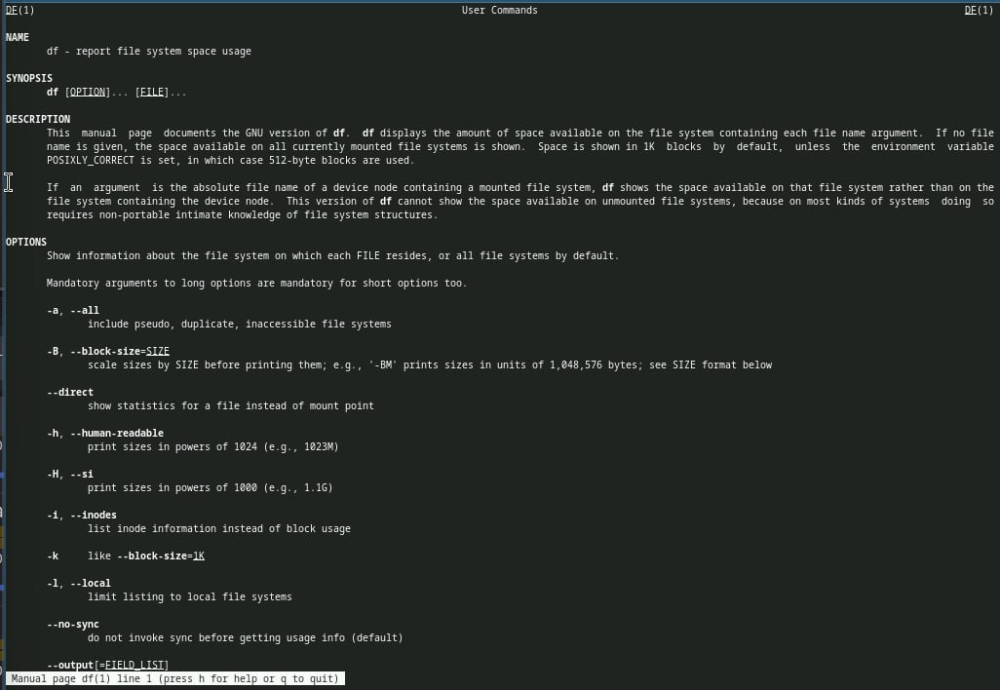 DF(1) User Commands DF(1)
NAME
df - report file system space usage
SYNOPSIS
df [OPTION]... [FILE]...
DESCRIPTION
This manual page documents the GNU version of df. df displays the amount of space available on the file system containing each file name argument. If no file
name is given, the space available on all currently mounted file systems is shown. Space is shown in 1K blocks by default, unless the environment variable
POSIXLY_CORRECT is set, in which case 512-byte blocks are used.
If an argument is the absolute file name of a device node containing a mounted file system, df shows the space available on that file system rather than on the
file system containing the device node. This version of df cannot show the space available on unmounted file systems, because on most kinds of systems doing so
requires non-portable intimate knowledge of file system structures.
OPTIONS
Show information about the file system on which each FILE resides, or all file systems by default.
Mandatory arguments to long options are mandatory for short options too.
-a, --all
include pseudo, duplicate, inaccessible file systems
-B, --block-size=SIZE
scale sizes by SIZE before printing them; e.g., '-BM' prints sizes in units of 1,048,576 bytes; see SIZE format below
--direct
show statistics for a file instead of mount point
-h, --human-readable
print sizes in powers of 1024 (e.g., 1023M)
-H, --si
print sizes in powers of 1000 (e.g., 1.1G)
-i, --inodes
list inode information instead of block usage
-k like --block-size=1K
-l, --local
limit listing to local file systems
--no-sync
do not invoke sync before getting usage info (default)
--output[=FIELD_LIST]
Manual page df(1) line 1 (press h for help or q to quit)